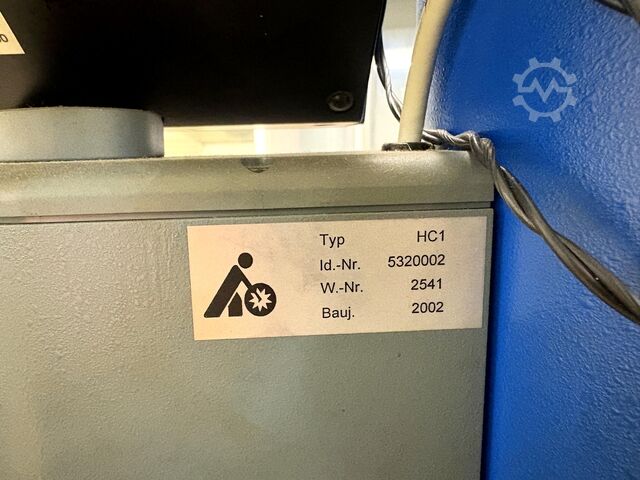 Typ HC1
Id.-Nr. 5320002
W.-Nr. 2541
Bauj. 2002